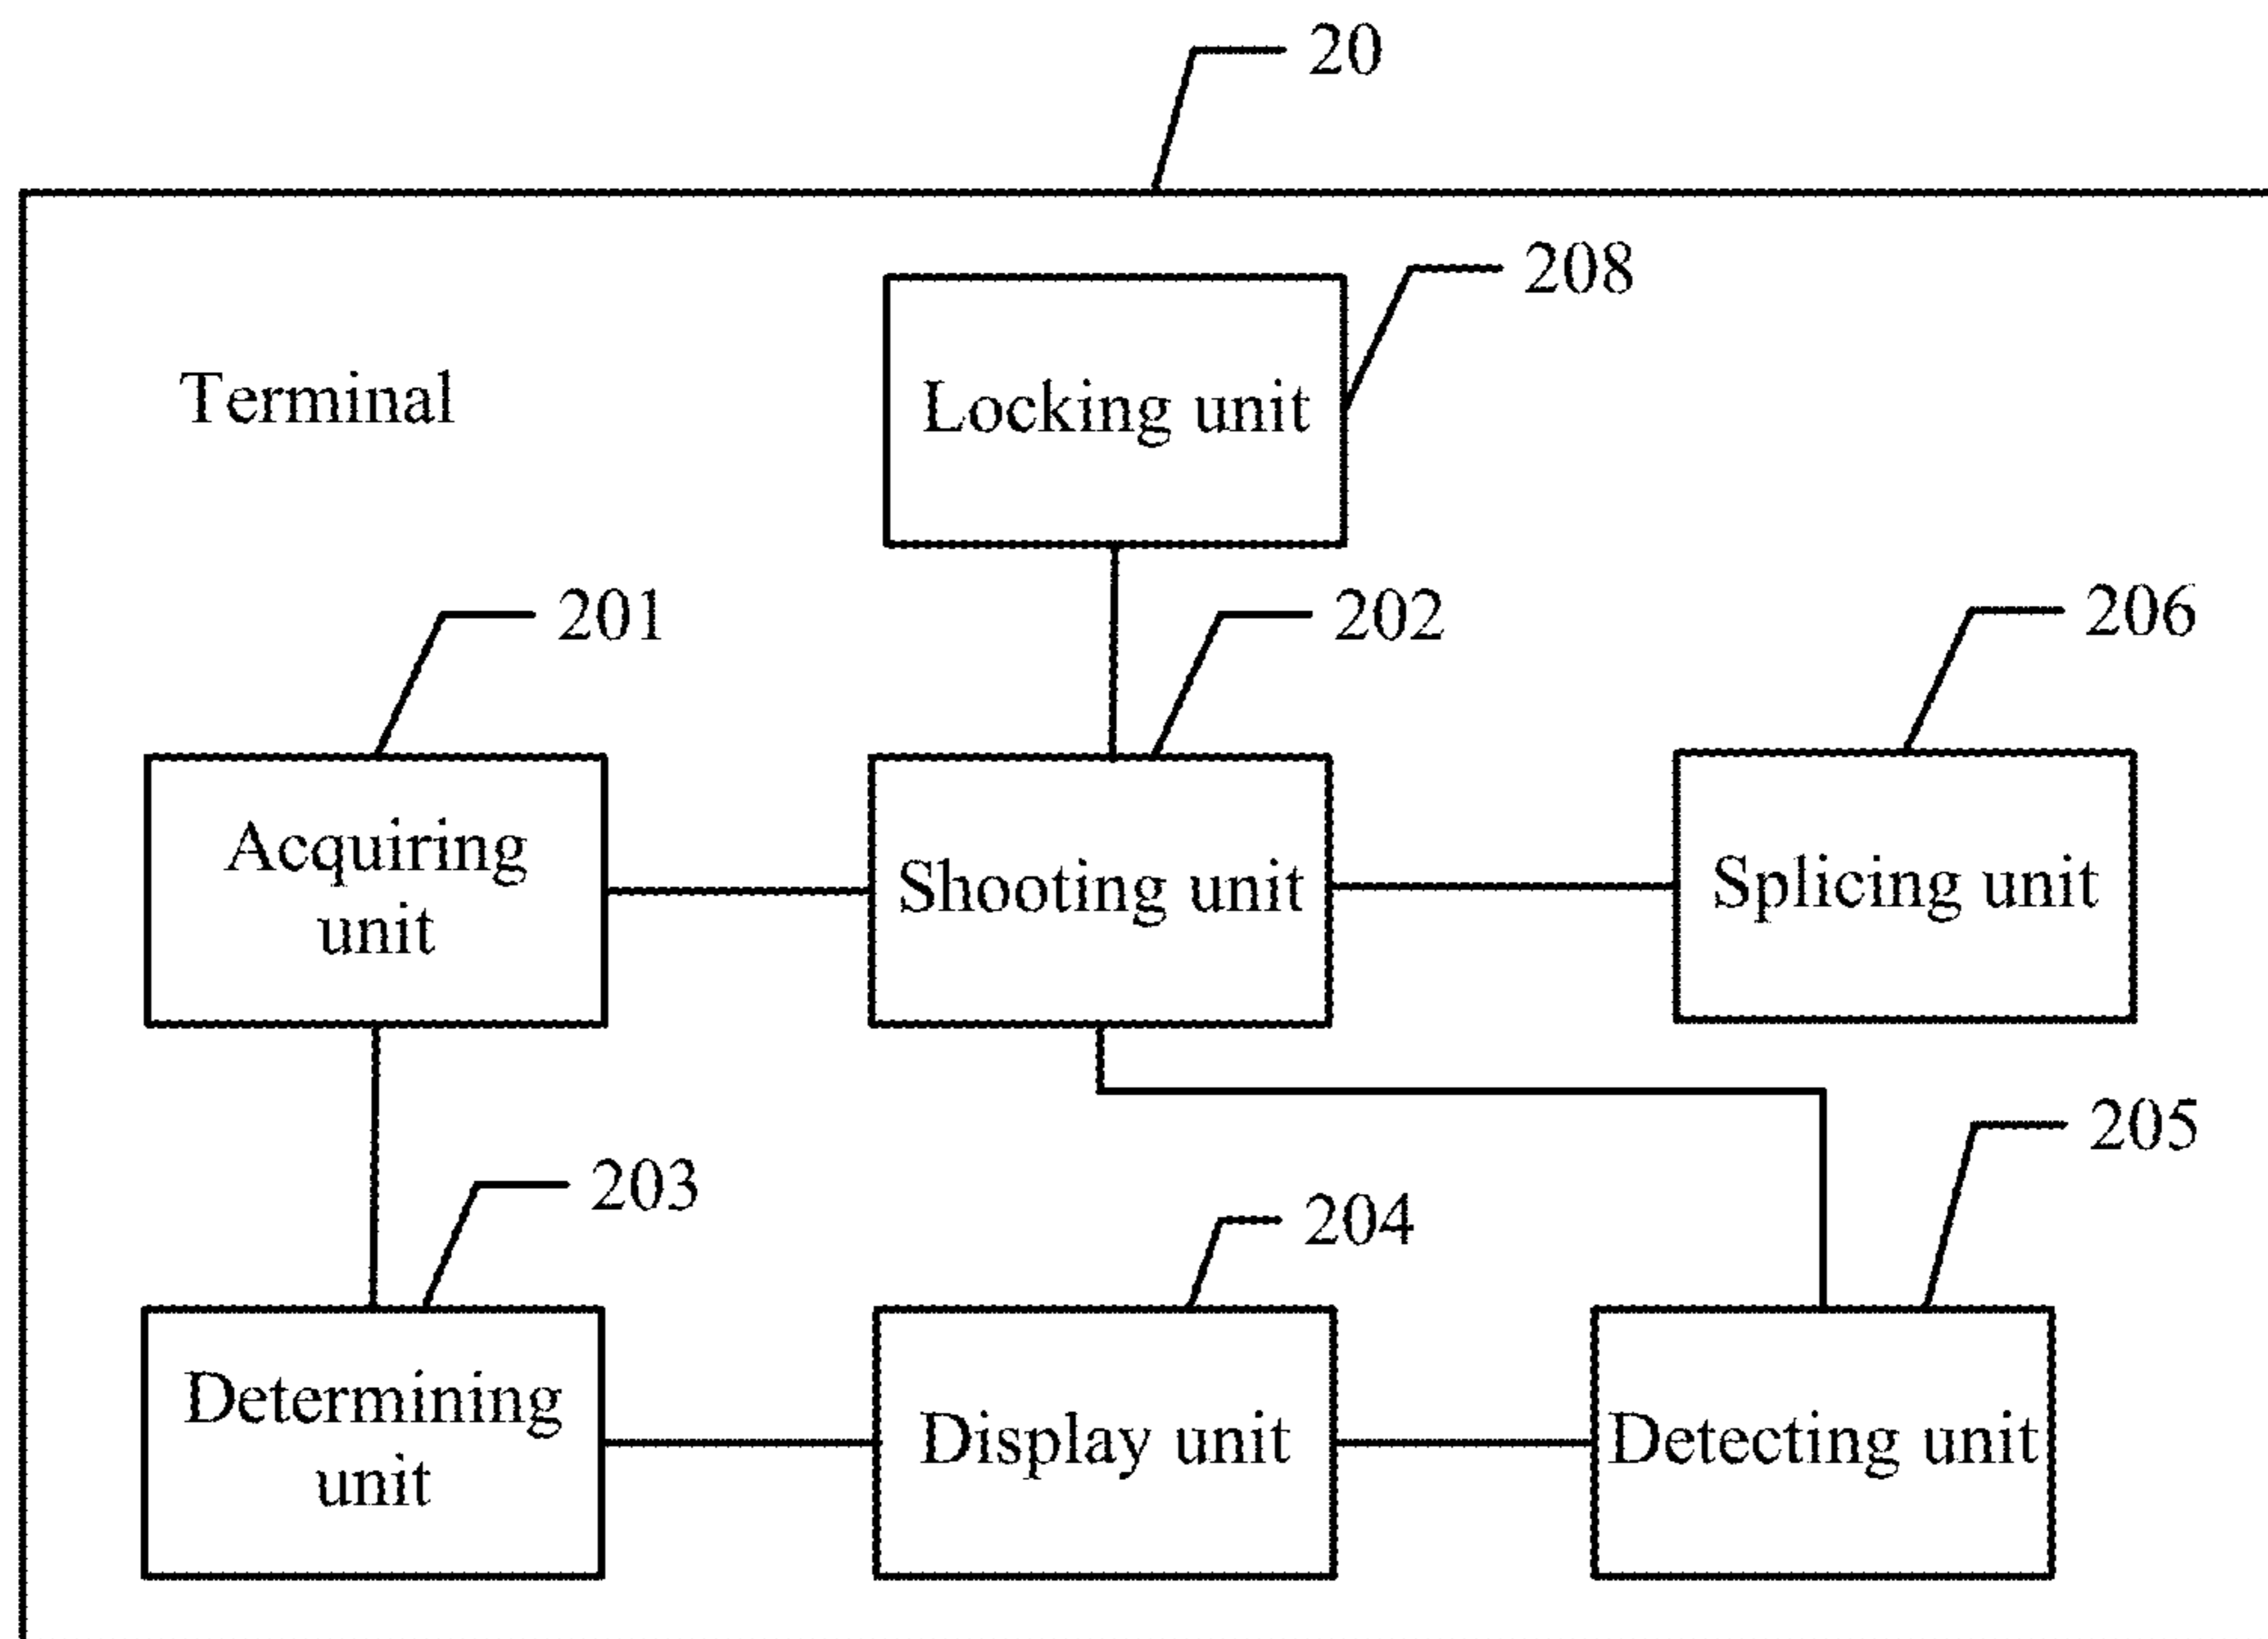 20
208
Terminal
Locking unit
201
202
206
Acquiring
unit
Shooting unit
Splicing unit
205
203
204
Determining
unit
Display unit
Detecting unit